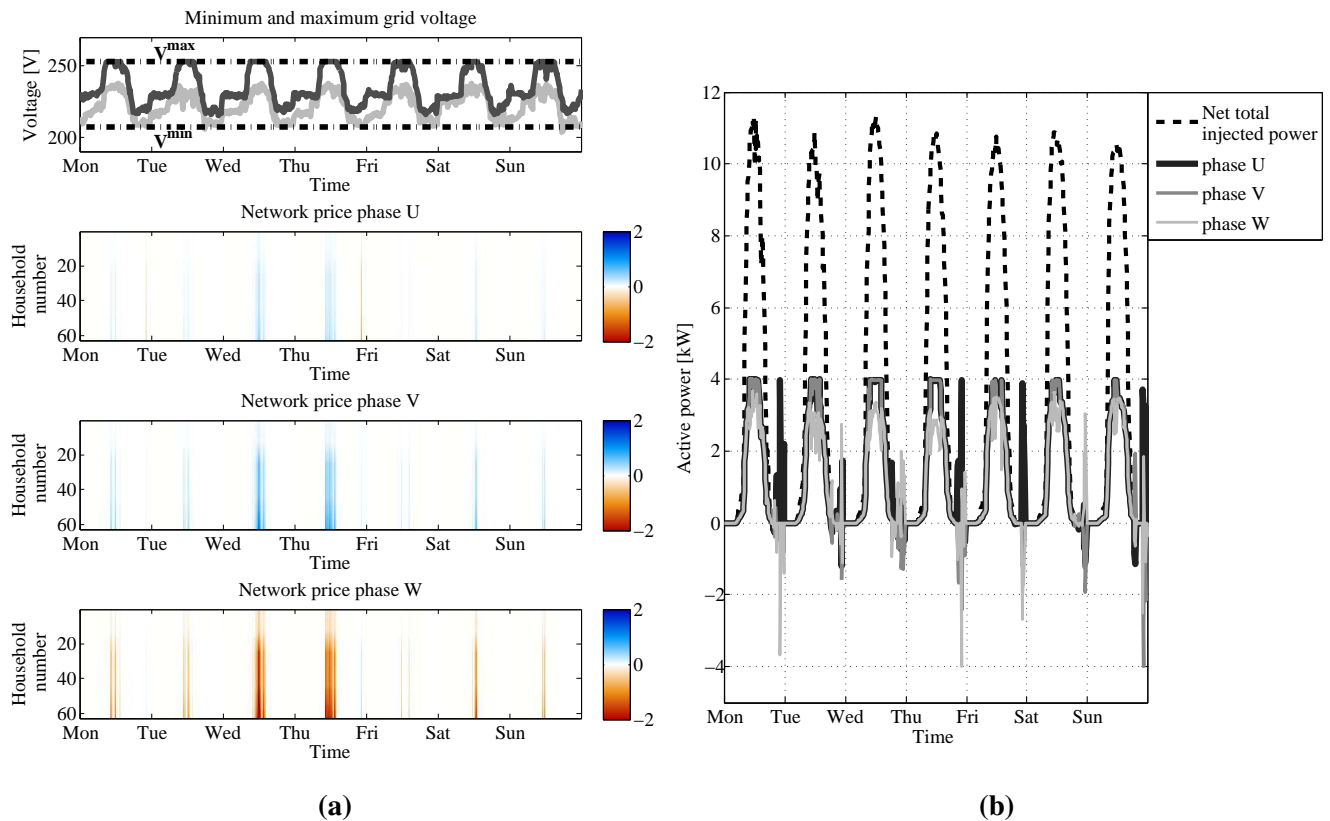 Minimum and maximum grid voltage
Voltage [V]
250
200
V^max
V^min
Mon Tue Wed Thu Fri Sat Sun
Time
Network price phase U
Household number
20
40
60
Mon Tue Wed Thu Fri Sat Sun
Time
2
0
−2
Network price phase V
Household number
20
40
60
Mon Tue Wed Thu Fri Sat Sun
Time
2
0
−2
Network price phase W
Household number
20
40
60
Mon Tue Wed Thu Fri Sat Sun
Time
2
0
−2
(a)
Active power [kW]
12
10
8
6
4
2
0
−2
−4
Mon Tue Wed Thu Fri Sat Sun
Time
Net total
injected power
phase U
phase V
phase W
(b)